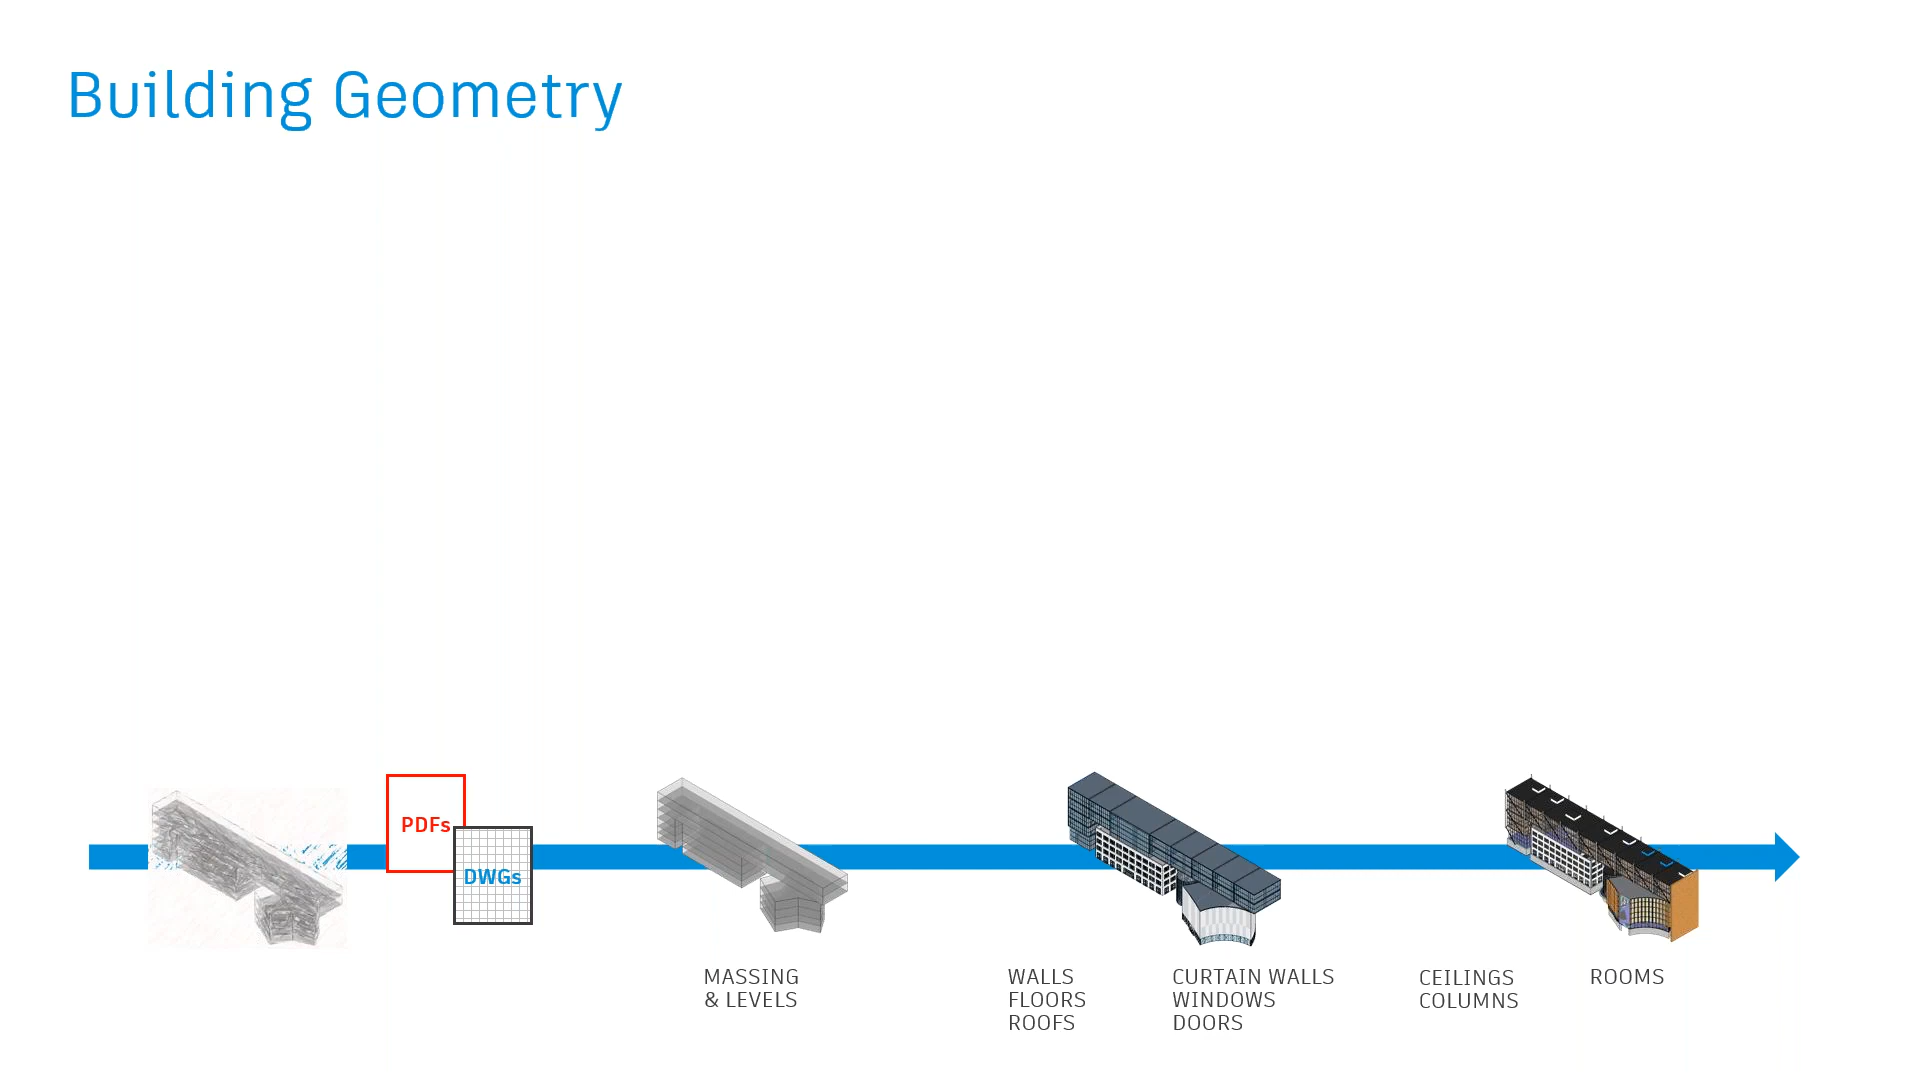 Building Geometry
PDFs
DWGs
MASSING
& LEVELS
WALLS
FLOORS
ROOFS
CURTAIN WALLS
WINDOWS
DOORS
CEILINGS
COLUMNS
ROOMS